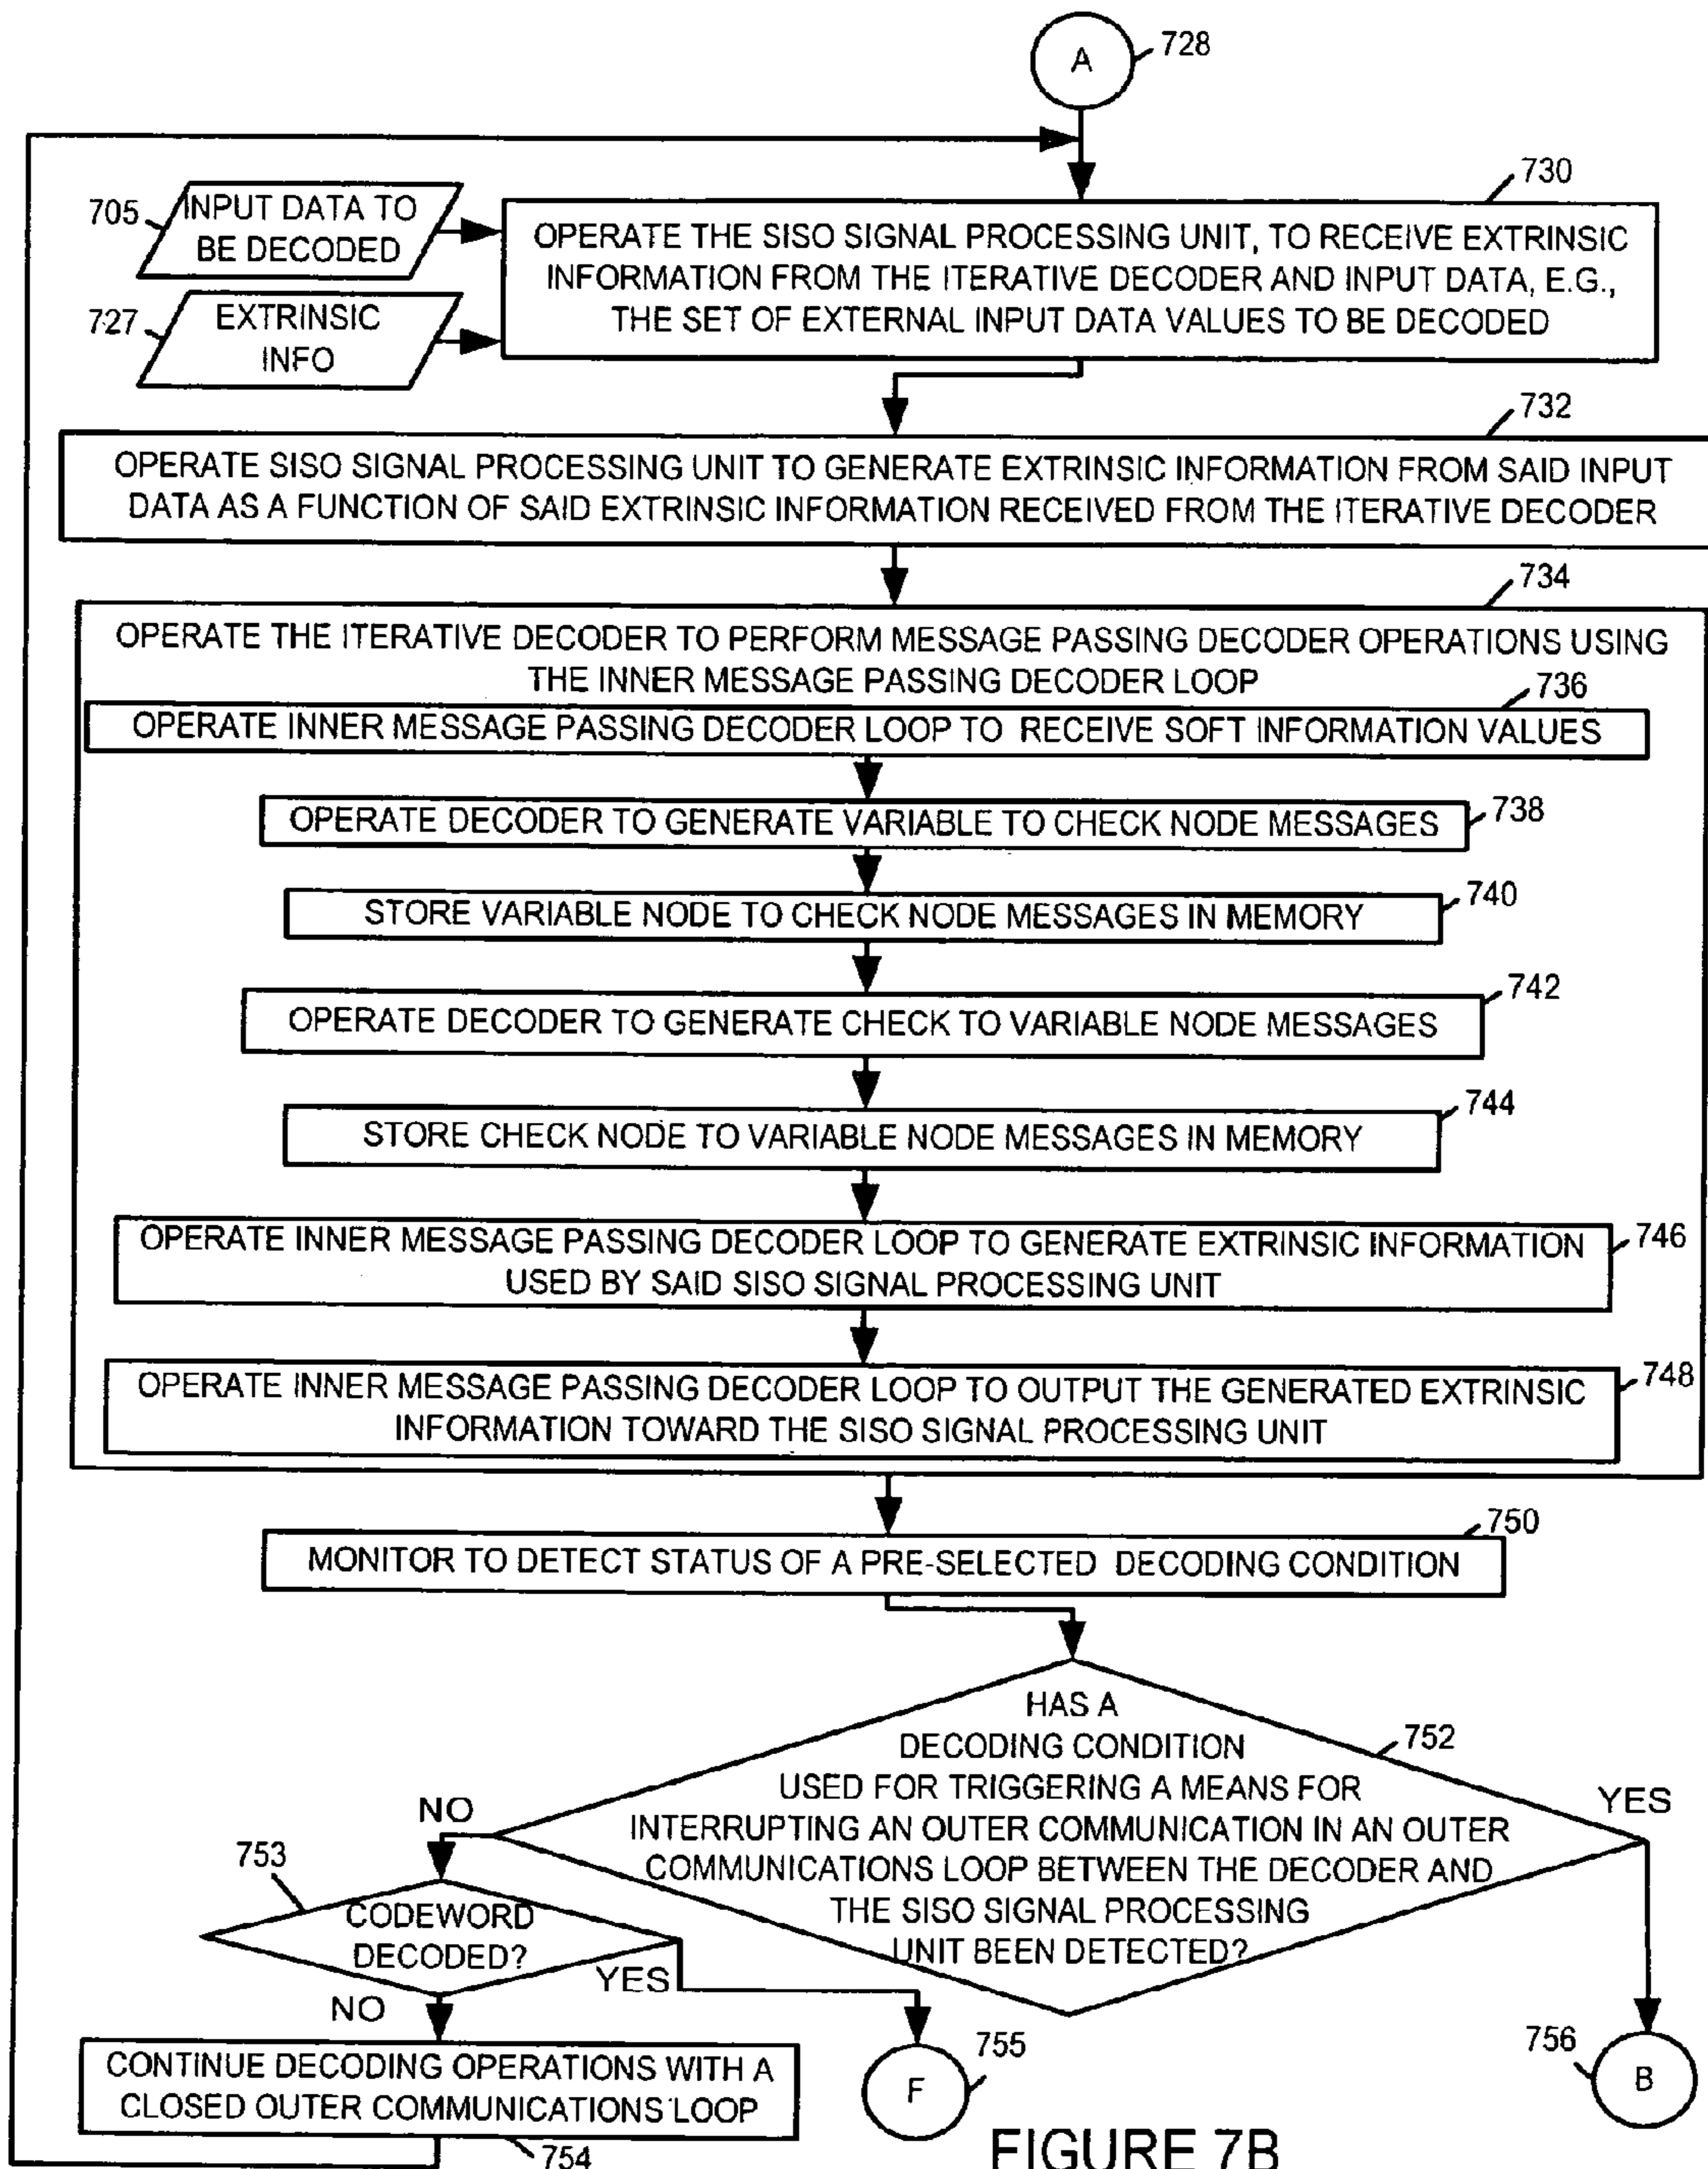 A
728
730
705
INPUT DATA TO
BE DECODED
727
EXTRINSIC
INFO
OPERATE THE SISO SIGNAL PROCESSING UNIT, TO RECEIVE EXTRINSIC
INFORMATION FROM THE ITERATIVE DECODER AND INPUT DATA, E.G.,
THE SET OF EXTERNAL INPUT DATA VALUES TO BE DECODED
732
OPERATE SISO SIGNAL PROCESSING UNIT TO GENERATE EXTRINSIC INFORMATION FROM SAID INPUT
DATA AS A FUNCTION OF SAID EXTRINSIC INFORMATION RECEIVED FROM THE ITERATIVE DECODER
734
OPERATE THE ITERATIVE DECODER TO PERFORM MESSAGE PASSING DECODER OPERATIONS USING
THE INNER MESSAGE PASSING DECODER LOOP
736
OPERATE INNER MESSAGE PASSING DECODER LOOP TO RECEIVE SOFT INFORMATION VALUES
OPERATE DECODER TO GENERATE VARIABLE TO CHECK NODE MESSAGES
738
STORE VARIABLE NODE TO CHECK NODE MESSAGES IN MEMORY
740
742
OPERATE DECODER TO GENERATE CHECK TO VARIABLE NODE MESSAGES
744
STORE CHECK NODE TO VARIABLE NODE MESSAGES IN MEMORY
OPERATE INNER MESSAGE PASSING DECODER LOOP TO GENERATE EXTRINSIC INFORMATION
USED BY SAID SISO SIGNAL PROCESSING UNIT
746
OPERATE INNER MESSAGE PASSING DECODER LOOP TO OUTPUT THE GENERATED EXTRINSIC
INFORMATION TOWARD THE SISO SIGNAL PROCESSING UNIT
748
750
MONITOR TO DETECT STATUS OF A PRE-SELECTED DECODING CONDITION
HAS A
DECODING CONDITION
USED FOR TRIGGERING A MEANS FOR
INTERRUPTING AN OUTER COMMUNICATION IN AN OUTER
COMMUNICATIONS LOOP BETWEEN THE DECODER AND
THE SISO SIGNAL PROCESSING
UNIT BEEN DETECTED?
752
YES
NO
753
CODEWORD
DECODED?
YES
NO
CONTINUE DECODING OPERATIONS WITH A
CLOSED OUTER COMMUNICATIONS LOOP
754
F
755
756
B
FIGURE 7B